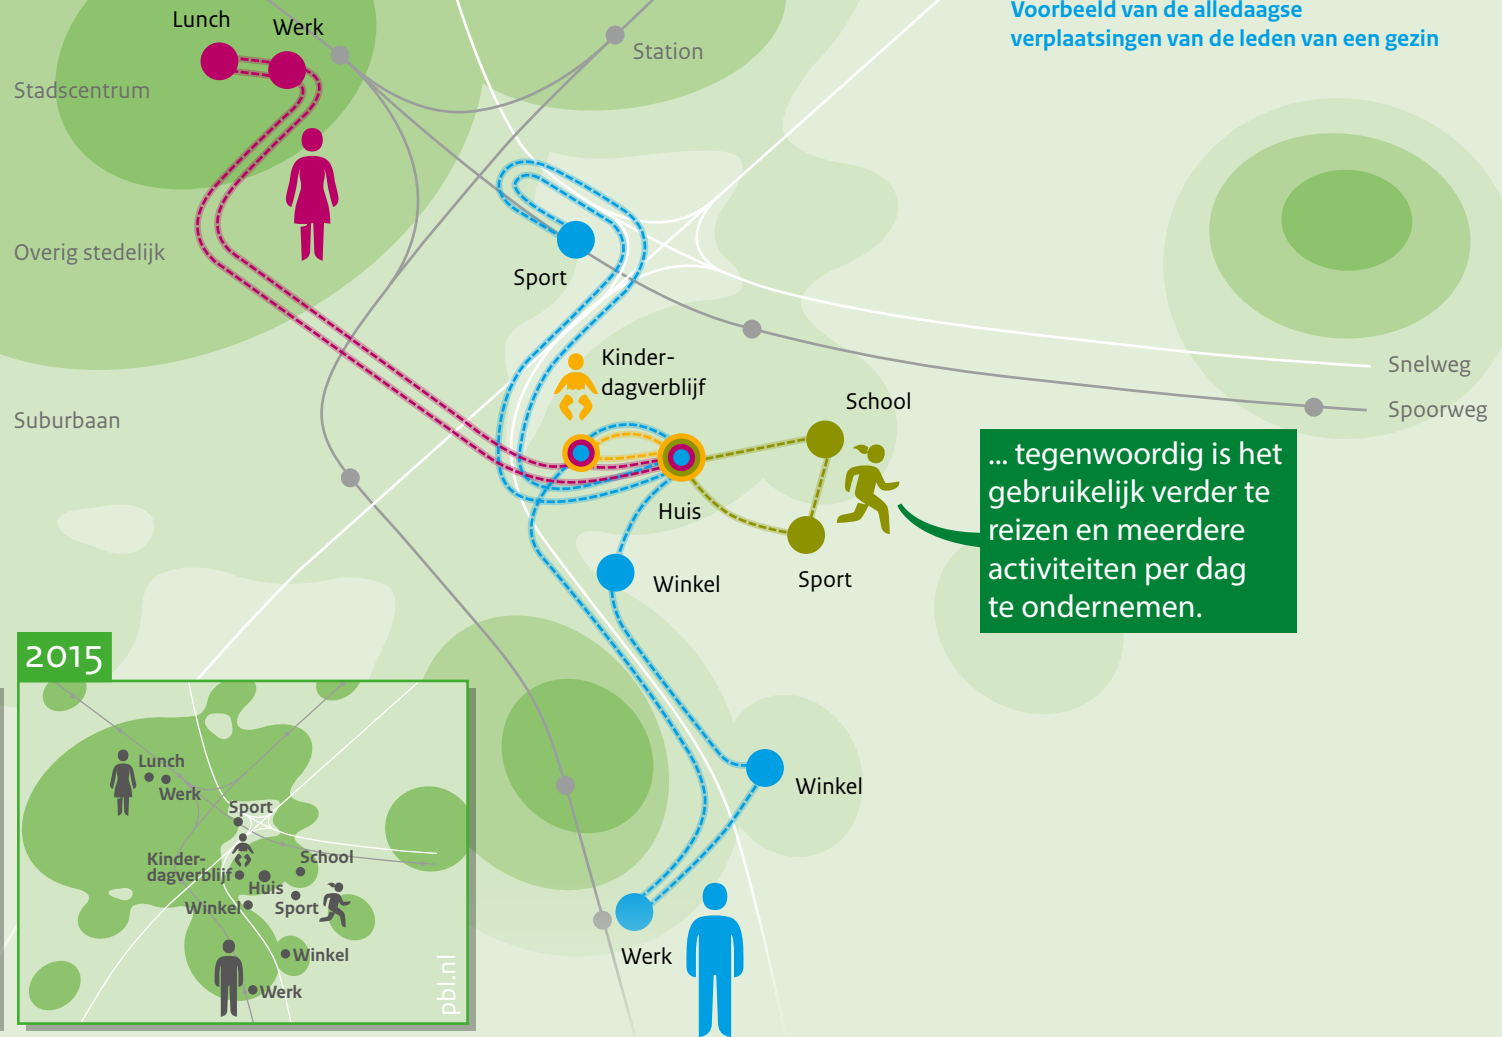 Voorbeeld van de alledaagse
verplaatsingen van de leden van een gezin
Lunch
Werk
Station
Stadscentrum
Overig stedelijk
Sport
Kinder-
dagverblijf
Snelweg
School
Spoorweg
Suburbaan
... tegenwoordig is het
gebruikelijk verder te
reizen en meerdere
activiteiten per dag
te ondernemen.
Huis
Winkel
Sport
Winkel
Werk
2015
Lunch
Werk
Sport
Kinder-
dagverblijf
School
Huis
Winkel
Sport
Winkel
Werk
pbl.nl